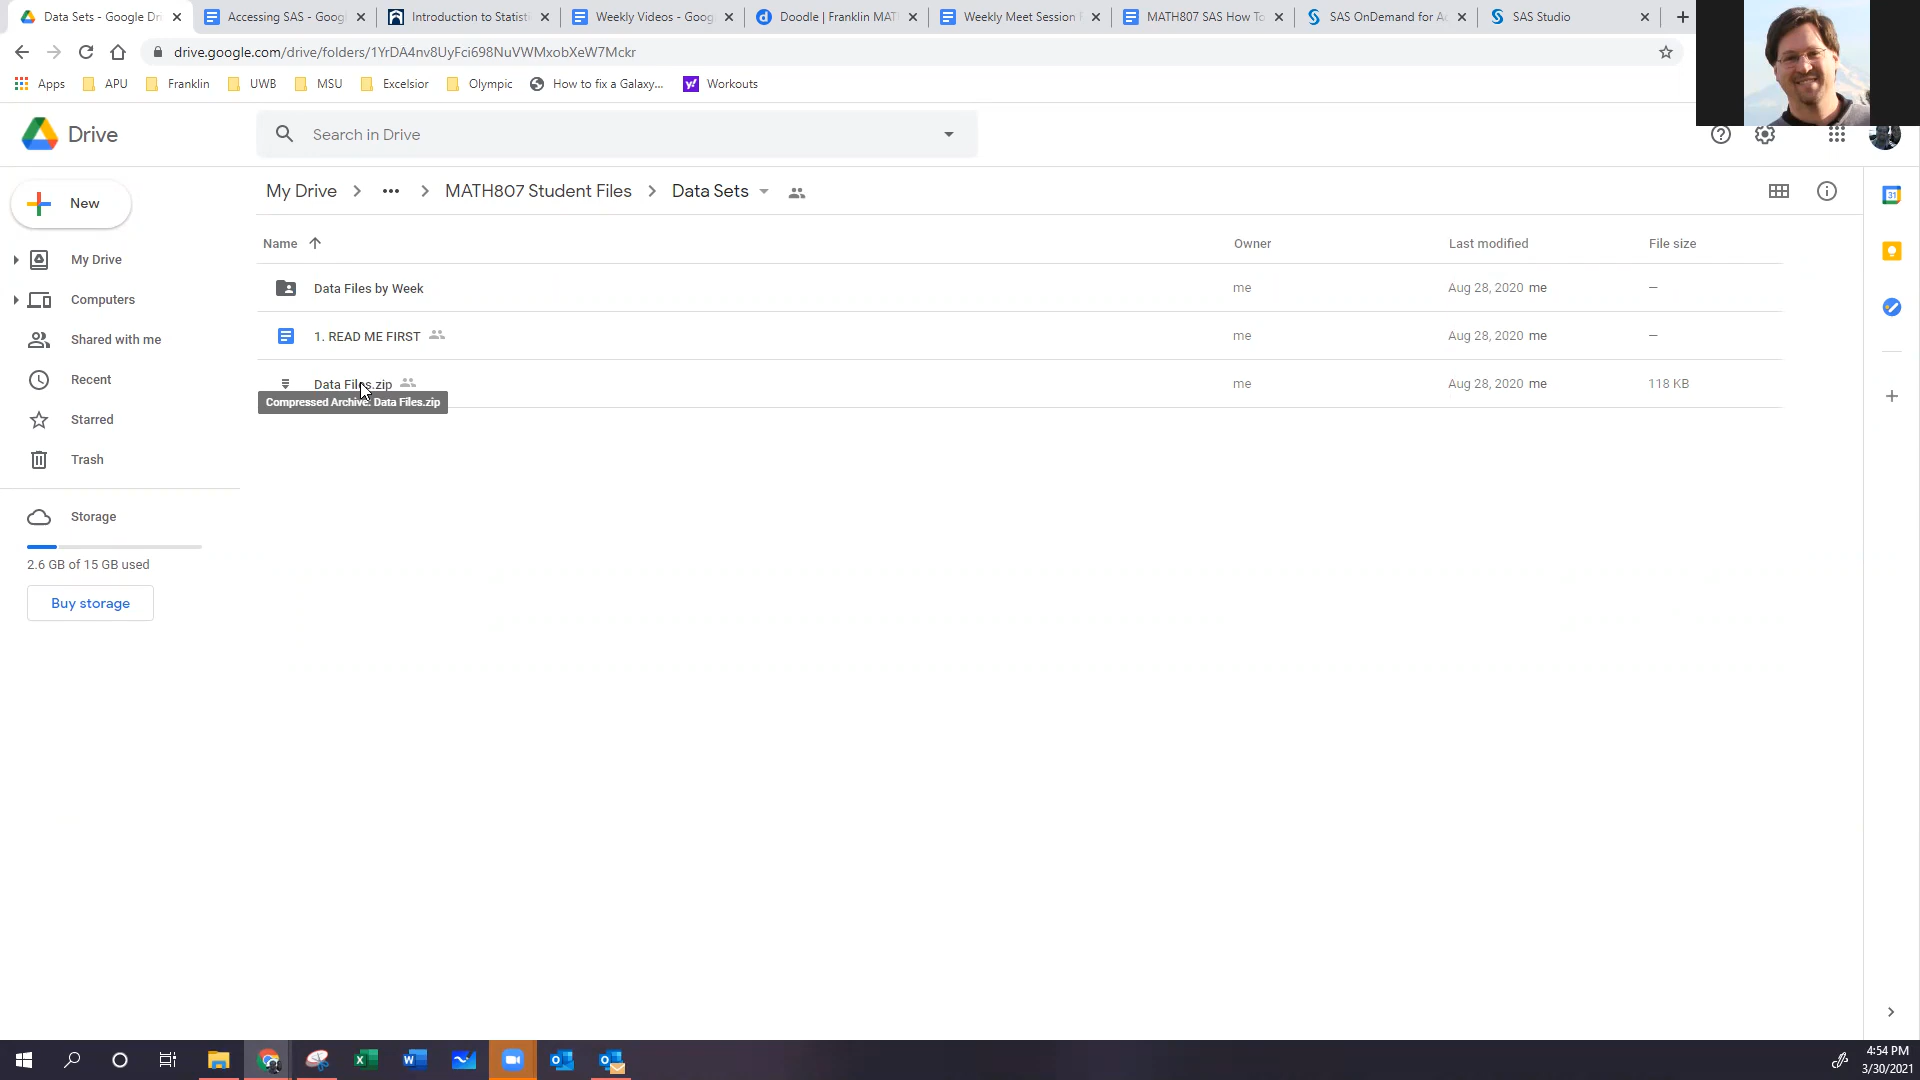 Data Sets - Google Dri
Accessing SAS - Googl
Introduction to Statisti
Weekly Videos - Goog
Doodle | Franklin MAT
Weekly Meet Session
MATH807 SAS How To
SAS OnDemand for Ac
SAS Studio
drive.google.com/drive/folders/1YrDA4nv8UyFci698NuVWMxobXeW7Mckr
Apps
APU
Franklin
UWB
MSU
Excelsior
Olympic
How to fix a Galaxy...
Workouts
Drive
Search in Drive
New
My Drive
Computers
Shared with me
Recent
Starred
Trash
Storage
2.6 GB of 15 GB used
Buy storage
My Drive
MATH807 Student Files
Data Sets
Name
Owner
Last modified
File size
Data Files by Week
me
Aug 28, 2020 me
–
1. READ ME FIRST
me
Aug 28, 2020 me
–
Data Files.zip
me
Aug 28, 2020 me
118 KB
Compressed Archive: Data Files.zip
31
4:54 PM
3/30/2021